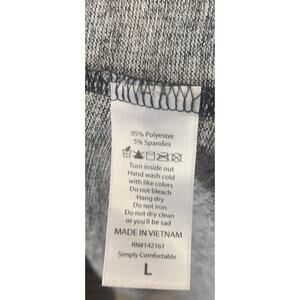 95% Polyester
5% Spandex
Turn inside out
Hand wash cold
with like colors
Do not bleach
Hang dry
Do not iron
Do not dry clean
or you'll be sad
MADE IN VIETNAM
RN#142161
Simply Comfortable
L